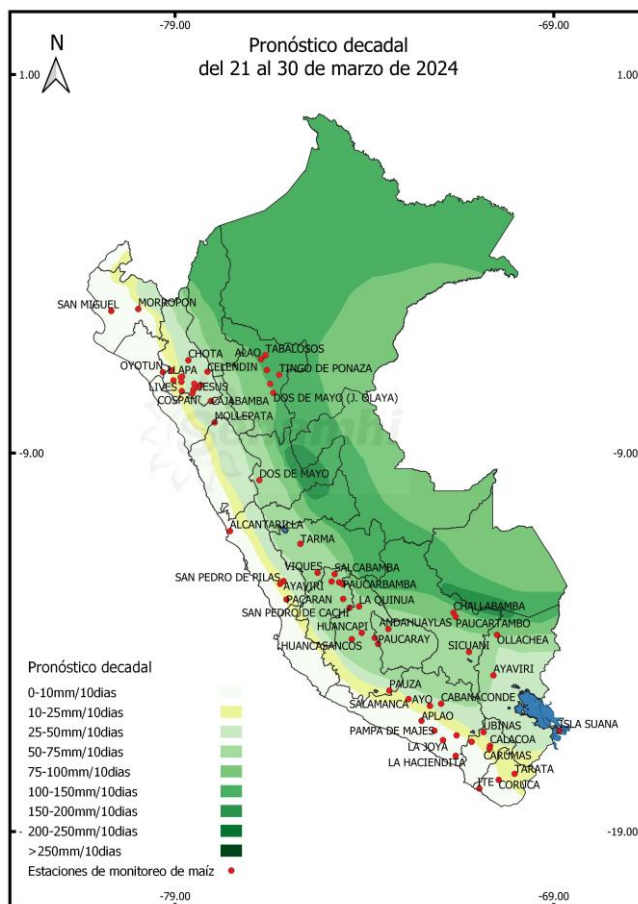 -79.00
-69.00
Pronóstico decadal
del 21 al 30 de marzo de 2024
N
1.00
1.00
SAN MIGUEL
MORROPON
CHOTA
ALAO
TABALOSOS
OYOTUN
LLAPA
CELENDIN
TINGO DE PONAZA
LIVES
JESUS
COSPAN
CAJABAMBA
DOS DE MAYO (J. OLAYA)
MOLLEPATA
Senamhi
-9.00
-9.00
DOS DE MAYO
ALCANTARILLA
TARMA
VIQUES
SALCABAMBA
SAN PEDRO DE PILAS
AYAVIRI
PAUCARBAMBA
PACARAN
LA QUINUA
SAN PEDRO DE CACHI
CHALLABAMBA
HUANCAPI
ANDAHUAYLAS
PAUCARTAMBO
HUANCASANCOS
PAUCARAY
SICUANI
OLLACHEA
AYAVIRI
PAUZA
SALAMANCA
AYO
CABANACONDE
APLAO
PAMPA DE MAJES
UBINAS
ISLA SUANA
LA JOYA
CALACOA
CARUMAS
LA HACIENDITA
TARATA
ITE
CORUCA
Pronóstico decadal
0-10mm/10dias
10-25mm/10dias
25-50mm/10dias
50-75mm/10dias
75-100mm/10dias
100-150mm/10dias
150-200mm/10dias
200-250mm/10dias
>250mm/10dias
Estaciones de monitoreo de maíz
-19.00
-79.00
-69.00